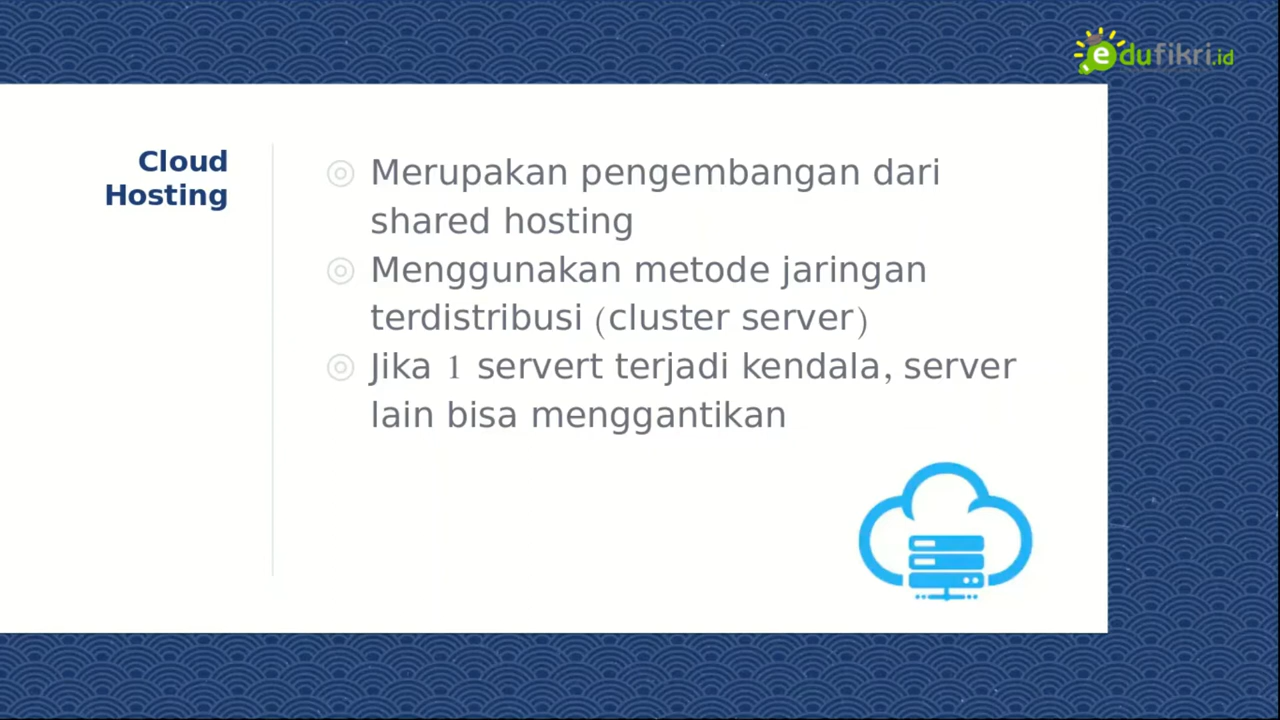 edufikri.id
Cloud
Hosting
Merupakan pengembangan dari
shared hosting
Menggunakan metode jaringan
terdistribusi (cluster server)
Jika 1 servert terjadi kendala, server
lain bisa menggantikan